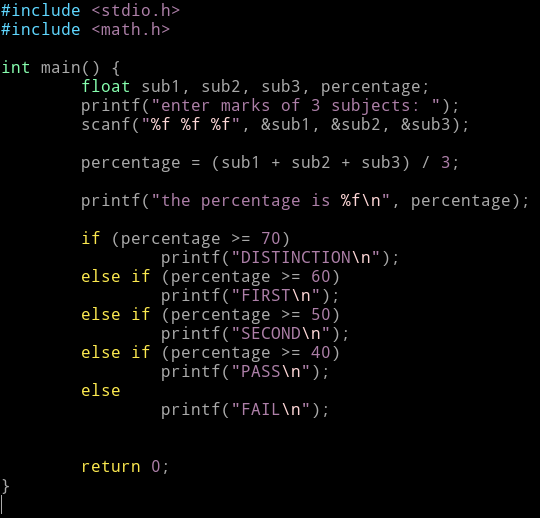 #include <stdio.h>
#include <math.h>

int main() {
        float sub1, sub2, sub3, percentage;
        printf("enter marks of 3 subjects: ");
        scanf("%f %f %f", &sub1, &sub2, &sub3);

        percentage = (sub1 + sub2 + sub3) / 3;

        printf("the percentage is %f\n", percentage);

        if (percentage >= 70)
                printf("DISTINCTION\n");
        else if (percentage >= 60)
                printf("FIRST\n");
        else if (percentage >= 50)
                printf("SECOND\n");
        else if (percentage >= 40)
                printf("PASS\n");
        else
                printf("FAIL\n");


        return 0;
}